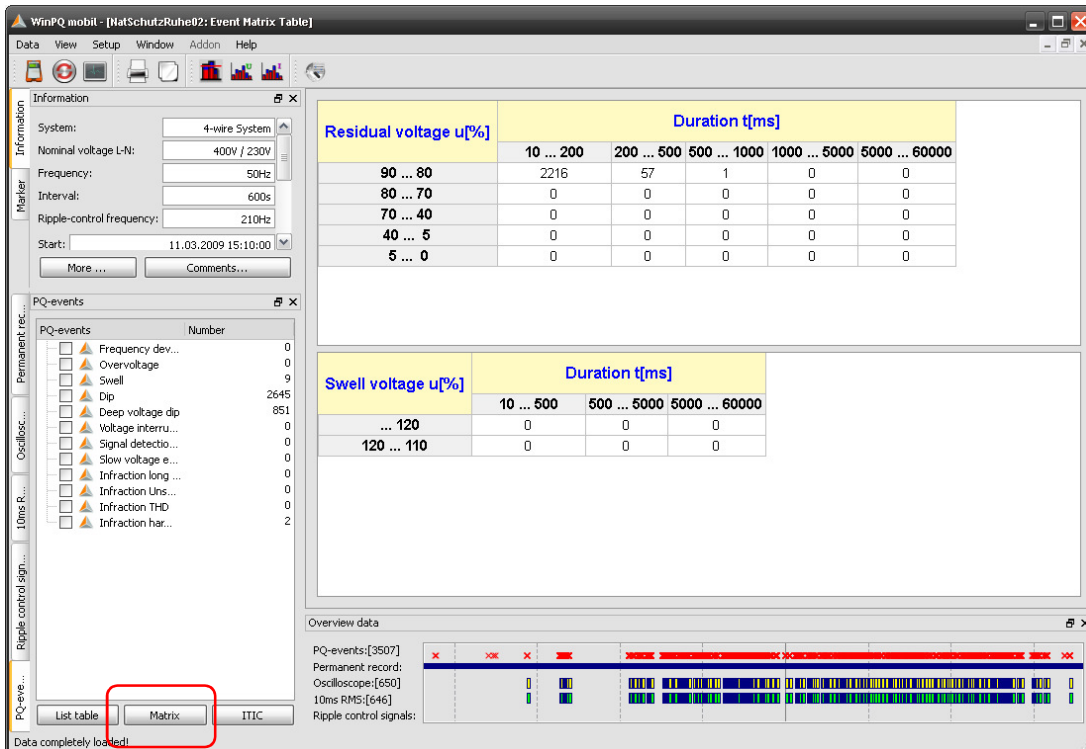 WinPQ mobil - [NatSchutzRuhe02: Event Matrix Table]
Data View Setup Window Addon Help
Information
System: 4-wire System
Nominal voltage L-N: 400V / 230V
Frequency: 50Hz
Interval: 600s
Ripple-control frequency: 210Hz
Start: 11.03.2009 15:10:00
More ... Comments...
Information
Marker
PQ-events
PQ-events Number
Frequency dev... 0
Overvoltage 0
Swell 9
Dip 2645
Deep voltage dip 851
Voltage interru... 0
Signal detectio... 0
Slow voltage e... 0
Infraction long ... 0
Infraction Uns... 0
Infraction THD 0
Infraction har... 2
Permanent rec...
Oscillosc...
10ms R...
Ripple control sign...
PQ-eve...
List table Matrix ITIC
Data completely loaded!
Residual voltage u[%] Duration t[ms]
10 ... 200 200 ... 500 500 ... 1000 1000 ... 5000 5000 ... 60000
90 ... 80 2216 57 1 0 0
80 ... 70 0 0 0 0 0
70 ... 40 0 0 0 0 0
40 ... 5 0 0 0 0 0
5 ... 0 0 0 0 0 0
Swell voltage u[%] Duration t[ms]
10 ... 500 500 ... 5000 5000 ... 60000
... 120 0 0 0
120 ... 110 0 0 0
Overview data
PQ-events:[3507]
Permanent record:
Oscilloscope:[650]
10ms RMS:[646]
Ripple control signals: